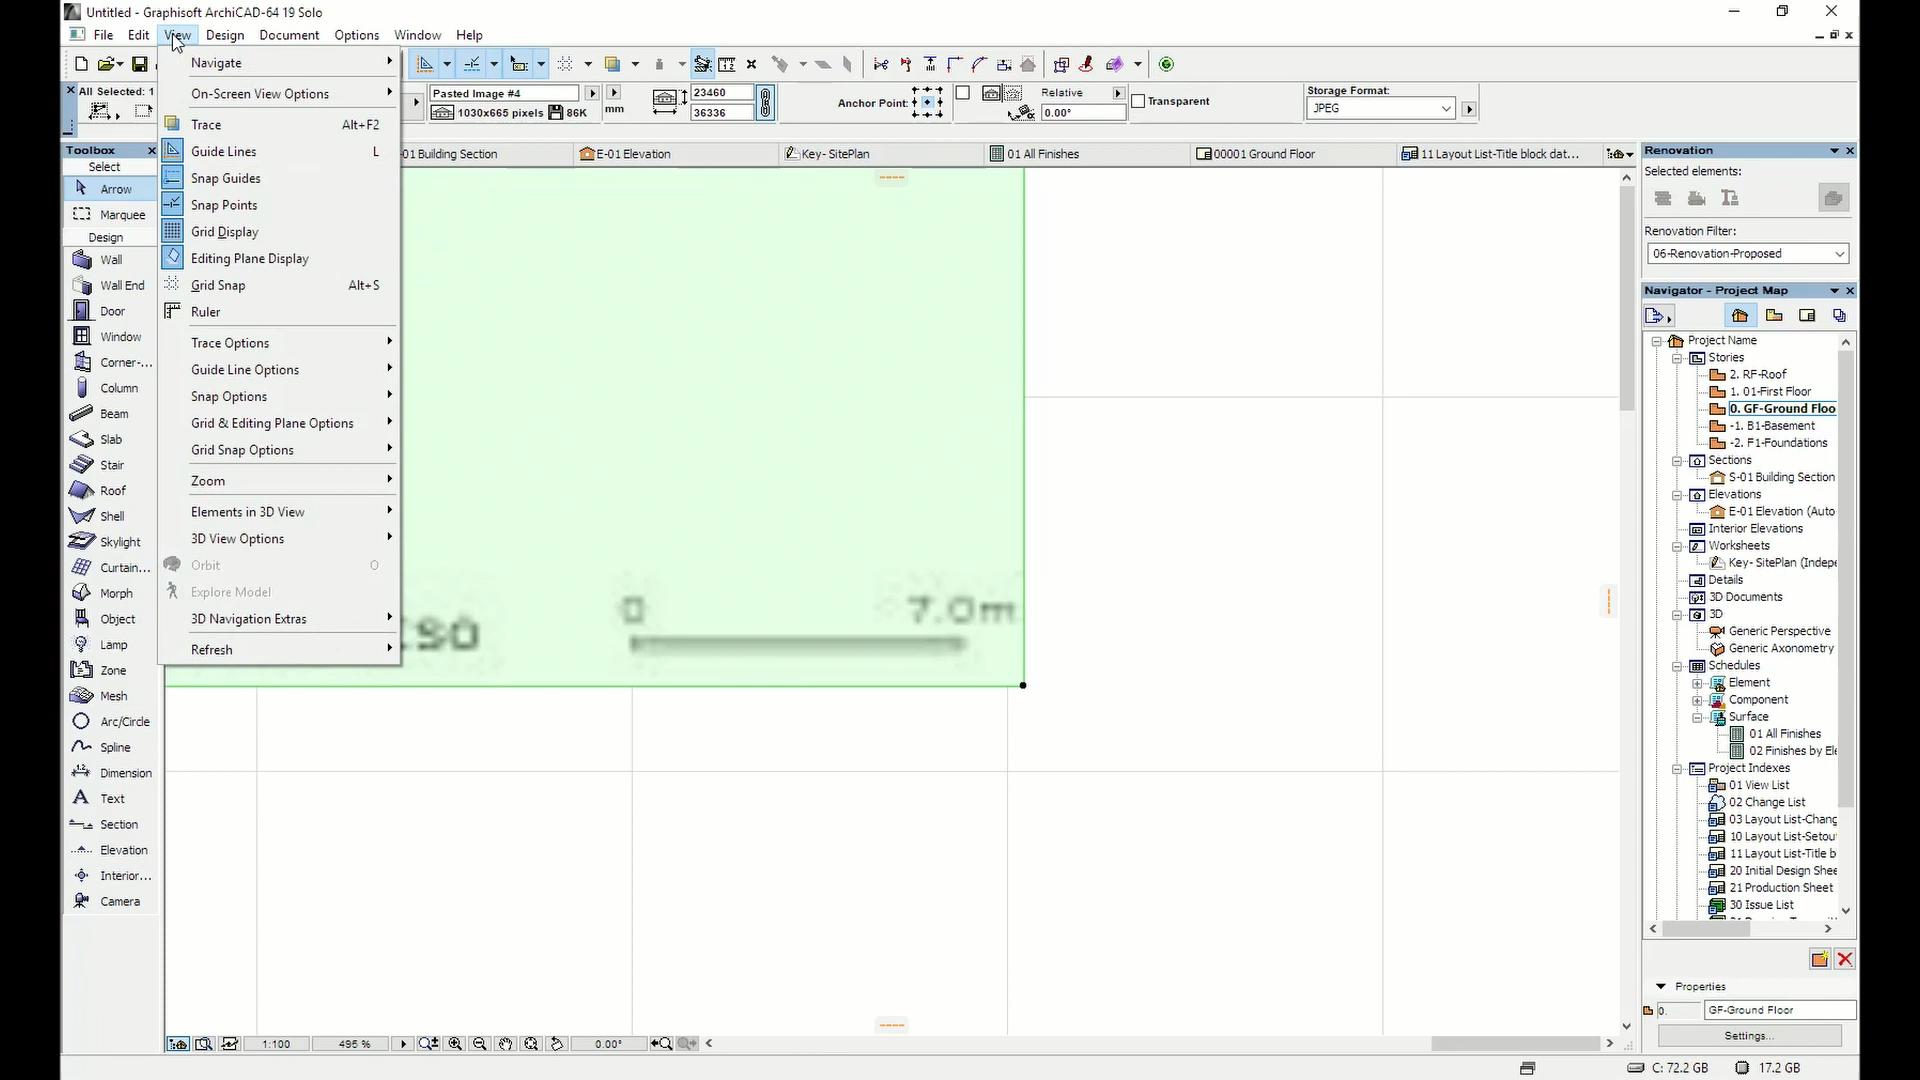 Untitled - Graphisoft ArchiCAD-64 19 Solo
File Edit View Design Document Options Window Help
All Selected: 1
Pasted Image #4
1030x665 pixels 86K
mm
23460
36336
Anchor Point:
Relative
0.00°
Transparent
Storage Format:
JPEG
01 Building Section
E-01 Elevation
Key- SitePlan
01 All Finishes
00001 Ground Floor
11 Layout List-Title block dat...
Toolbox
Select
Arrow
Marquee
Design
Wall
Wall End
Door
Window
Corner-...
Column
Beam
Slab
Stair
Roof
Shell
Skylight
Curtain...
Morph
Object
Lamp
Zone
Mesh
Arc/Circle
Spline
Dimension
Text
Section
Elevation
Interior...
Camera
Navigate
On-Screen View Options
Trace Alt+F2
Guide Lines L
Snap Guides
Snap Points
Grid Display
Editing Plane Display
Grid Snap Alt+S
Ruler
Trace Options
Guide Line Options
Snap Options
Grid & Editing Plane Options
Grid Snap Options
Zoom
Elements in 3D View
3D View Options
Orbit O
Explore Model
3D Navigation Extras
Refresh
0 7.0m
Renovation
Selected elements:
Renovation Filter:
06-Renovation-Proposed
Navigator - Project Map
Project Name
Stories
2. RF-Roof
1. 01-First Floor
0. GF-Ground Floo
-1. B1-Basement
-2. F1-Foundations
Sections
S-01 Building Section
Elevations
E-01 Elevation (Auto
Interior Elevations
Worksheets
Key- SitePlan (Indepe
Details
3D Documents
3D
Generic Perspective
Generic Axonometry
Schedules
Element
Component
Surface
01 All Finishes
02 Finishes by Ele
Project Indexes
01 View List
02 Change List
03 Layout List-Chang
10 Layout List-Setou
11 Layout List-Title b
20 Initial Design Shee
21 Production Sheet
30 Issue List
Properties
0. GF-Ground Floor
Settings...
1:100
495 %
0.00°
C: 72.2 GB
17.2 GB